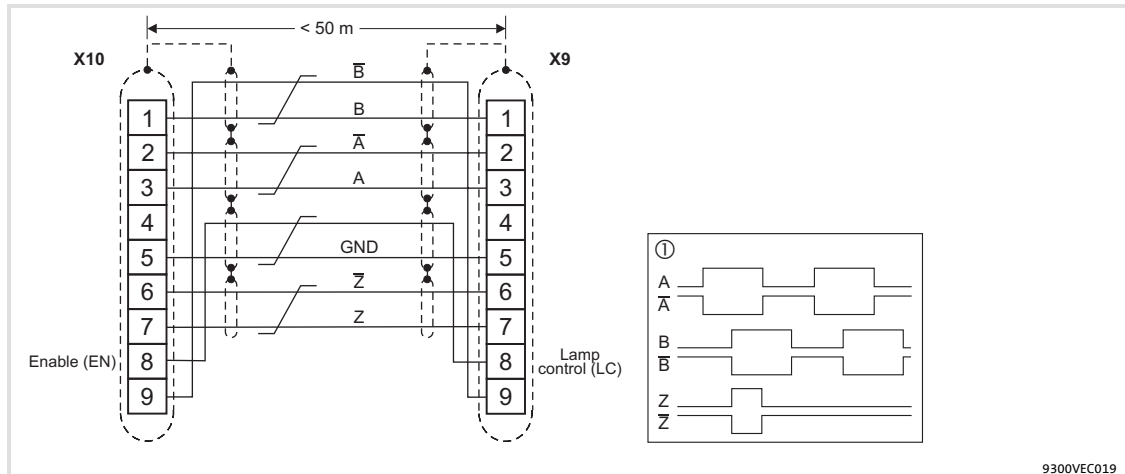 < 50 m
X10
X9
B̅
B
A̅
A
GND
Z̅
Z
1
2
3
4
5
6
7
8
9
Enable (EN)
1
2
3
4
5
6
7
8
9
Lamp
control (LC)
①
A
A̅
B
B̅
Z
Z̅
9300VEC019